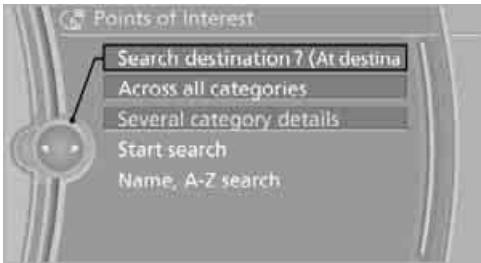 Points of Interest
Search destination ? (At destina
Across all categories
Several category details
Start search
Name, A-Z search